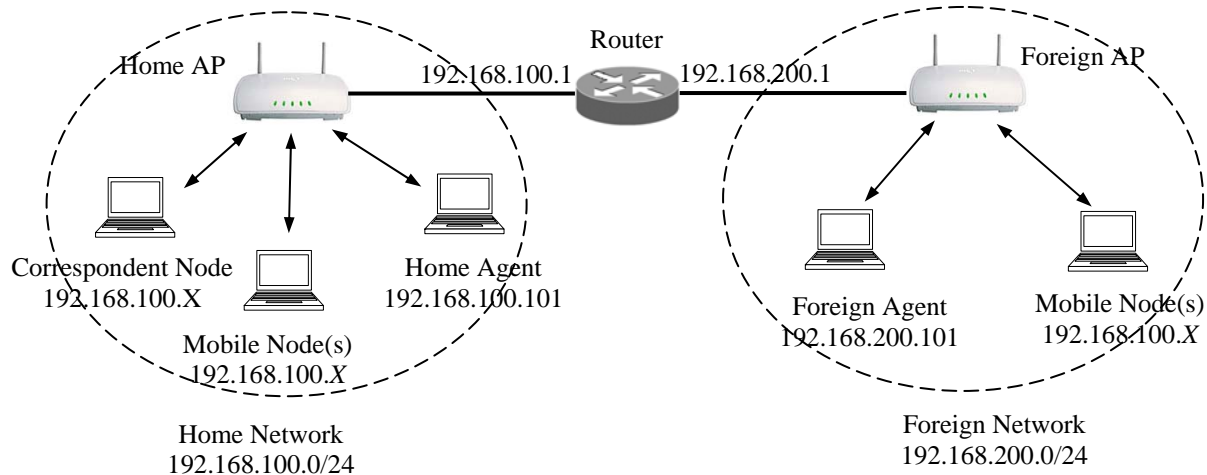 Home AP
192.168.100.1
Router
192.168.200.1
Foreign AP
Correspondent Node
192.168.100.X
Mobile Node(s)
192.168.100.X
Home Agent
192.168.100.101
Foreign Agent
192.168.200.101
Mobile Node(s)
192.168.100.X
Home Network
192.168.100.0/24
Foreign Network
192.168.200.0/24